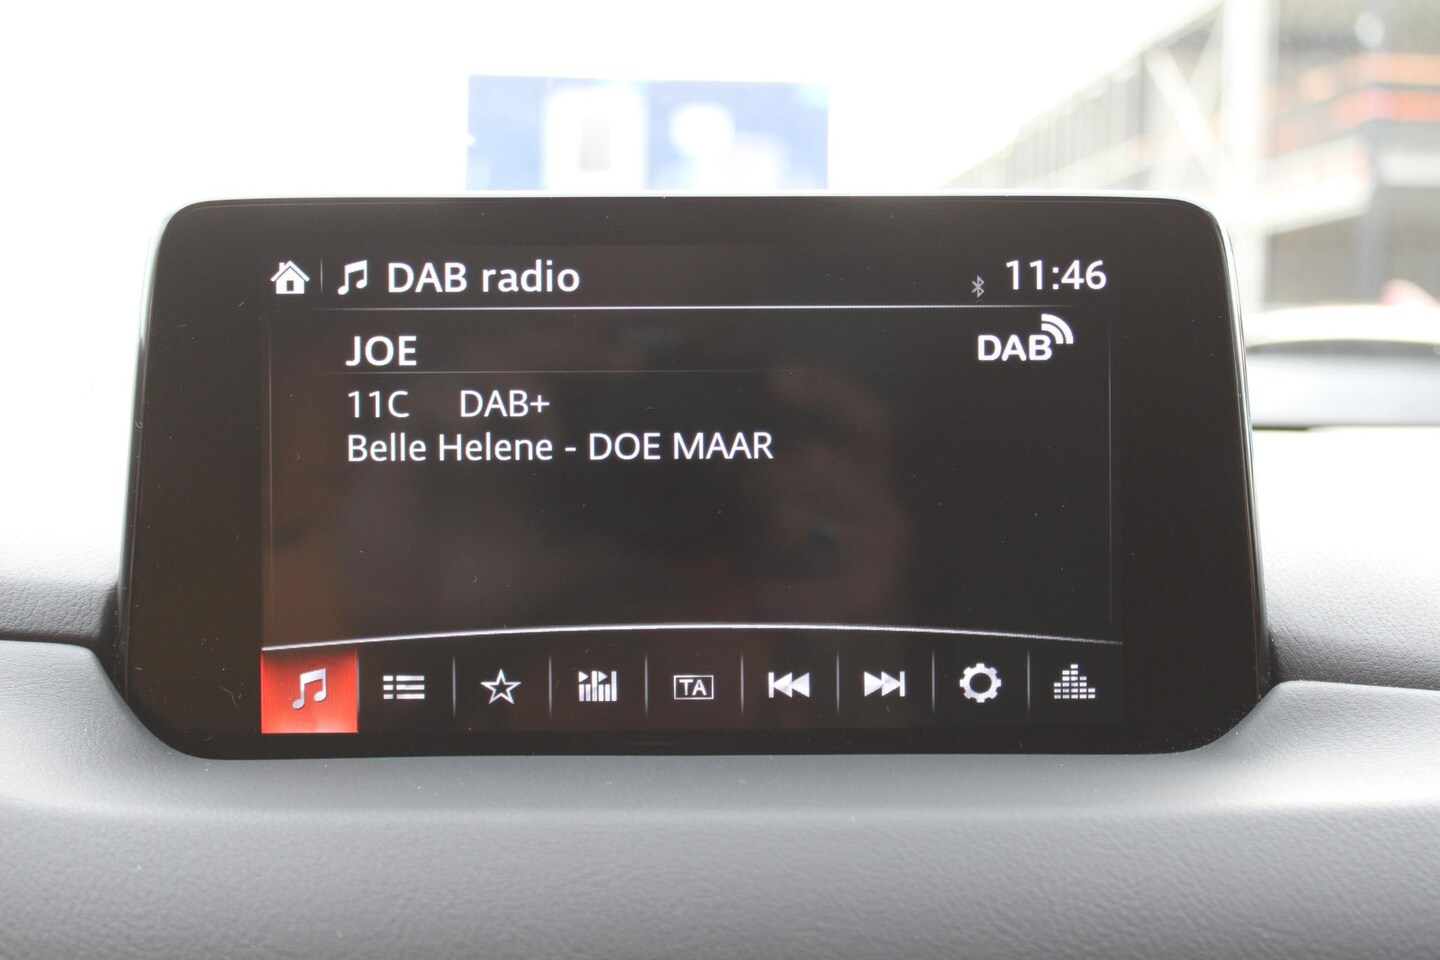 DAB radio 11:46
JOE DAB
11C DAB+
Belle Helene - DOE MAAR
TA